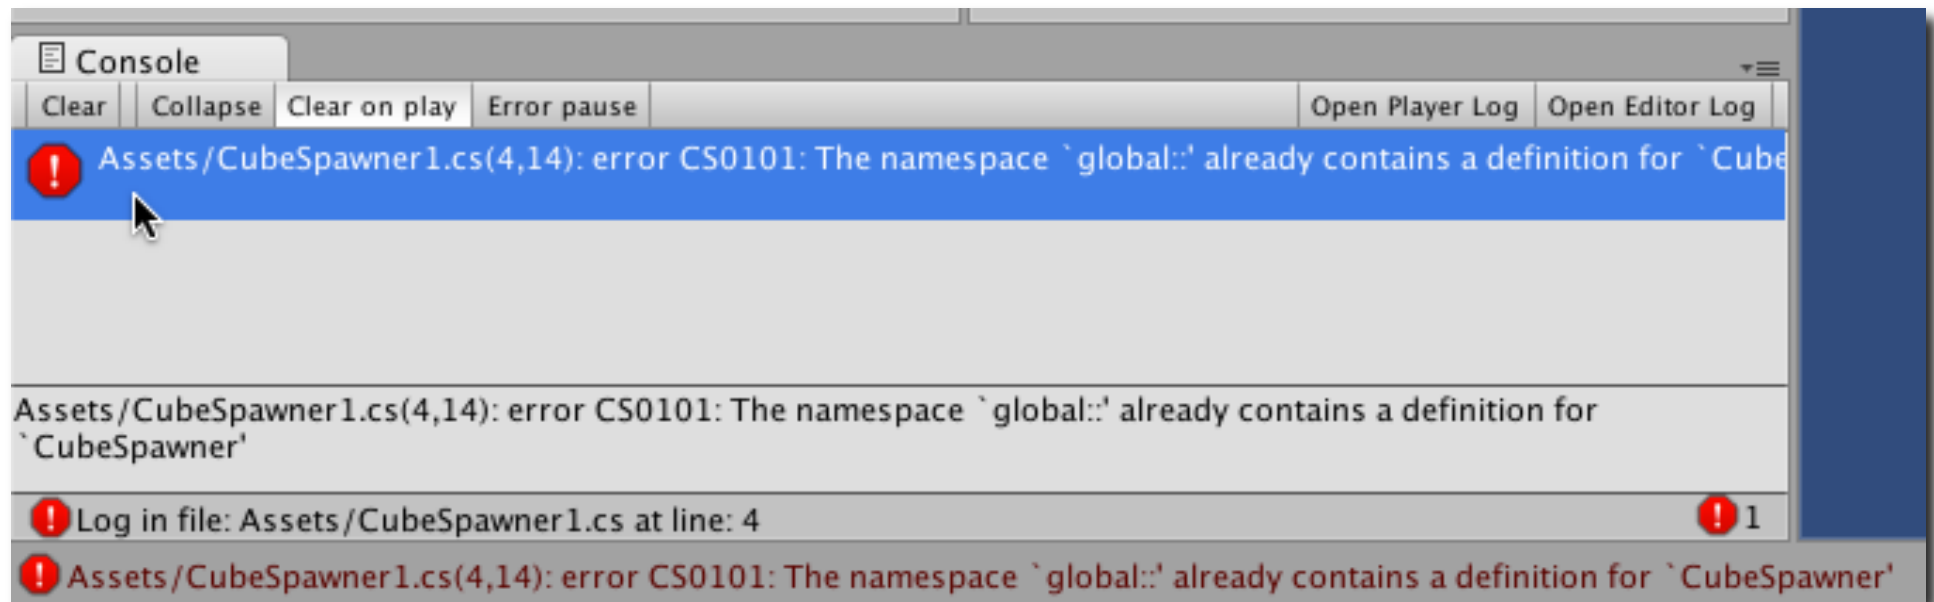 Console
Clear Collapse Clear on play Error pause Open Player Log Open Editor Log
Assets/CubeSpawner1.cs(4,14): error CS0101: The namespace `global::' already contains a definition for `Cube
Assets/CubeSpawner1.cs(4,14): error CS0101: The namespace `global::' already contains a definition for
`CubeSpawner'
Log in file: Assets/CubeSpawner1.cs at line: 4 1
Assets/CubeSpawner1.cs(4,14): error CS0101: The namespace `global::' already contains a definition for `CubeSpawner'